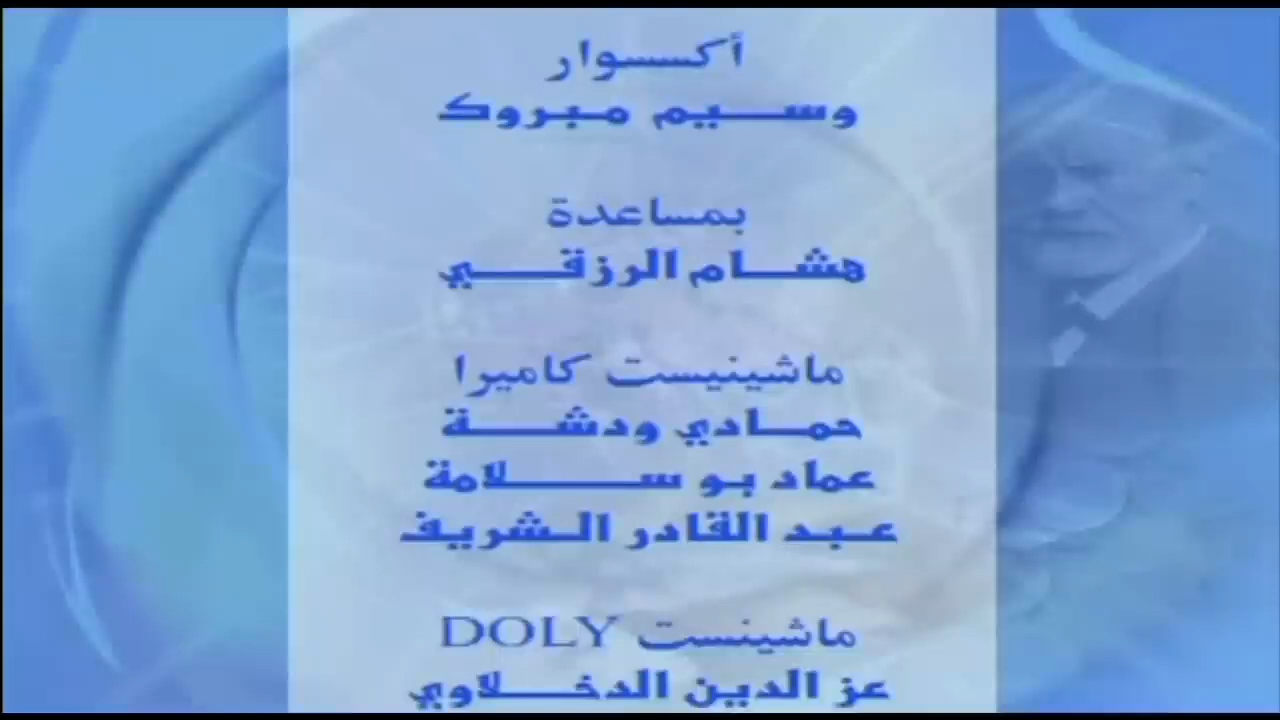 أكسسوار
وسيم مبروك
بمساعدة
هشام الرزقي
ماشينيست كاميرا
حمادي ودشة
عماد بو سلامة
عبد القادر الشريف
ماشينست DOLY
عز الدين الدخلاوي